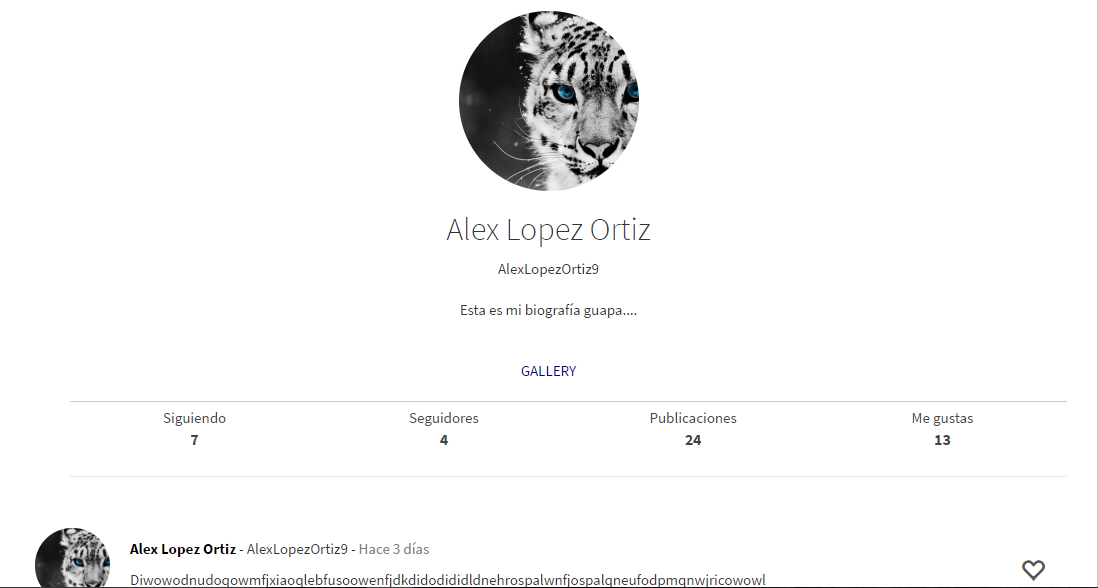 Alex Lopez Ortiz
AlexLopezOrtiz9
Esta es mi biografía guapa....
GALLERY
Siguiendo Seguidores Publicaciones Me gustas
7 4 24 13
Alex Lopez Ortiz - AlexLopezOrtiz9 - Hace 3 días